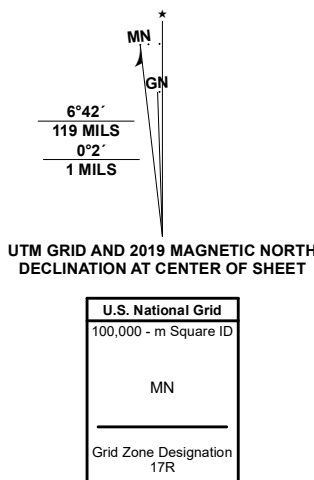 ★
MN
GN
6°42´
119 MILS
0°2´
1 MILS
UTM GRID AND 2019 MAGNETIC NORTH
DECLINATION AT CENTER OF SHEET
U.S. National Grid
100,000 - m Square ID
MN
Grid Zone Designation
17R